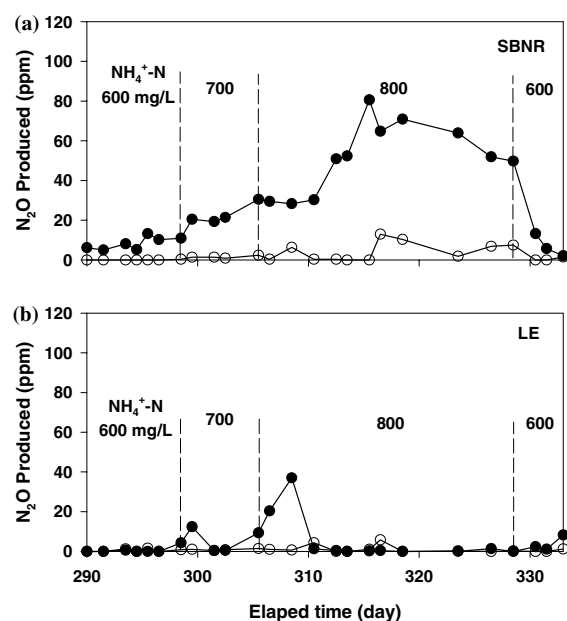 (a)
120
100
80
60
40
20
0
N₂O Produced (ppm)
SBNR
NH₄⁺-N
600 mg/L
700
800
600
(b)
120
100
80
60
40
20
0
N₂O Produced (ppm)
LE
NH₄⁺-N
600 mg/L
700
800
600
290 300 310 320 330
Elaped time (day)